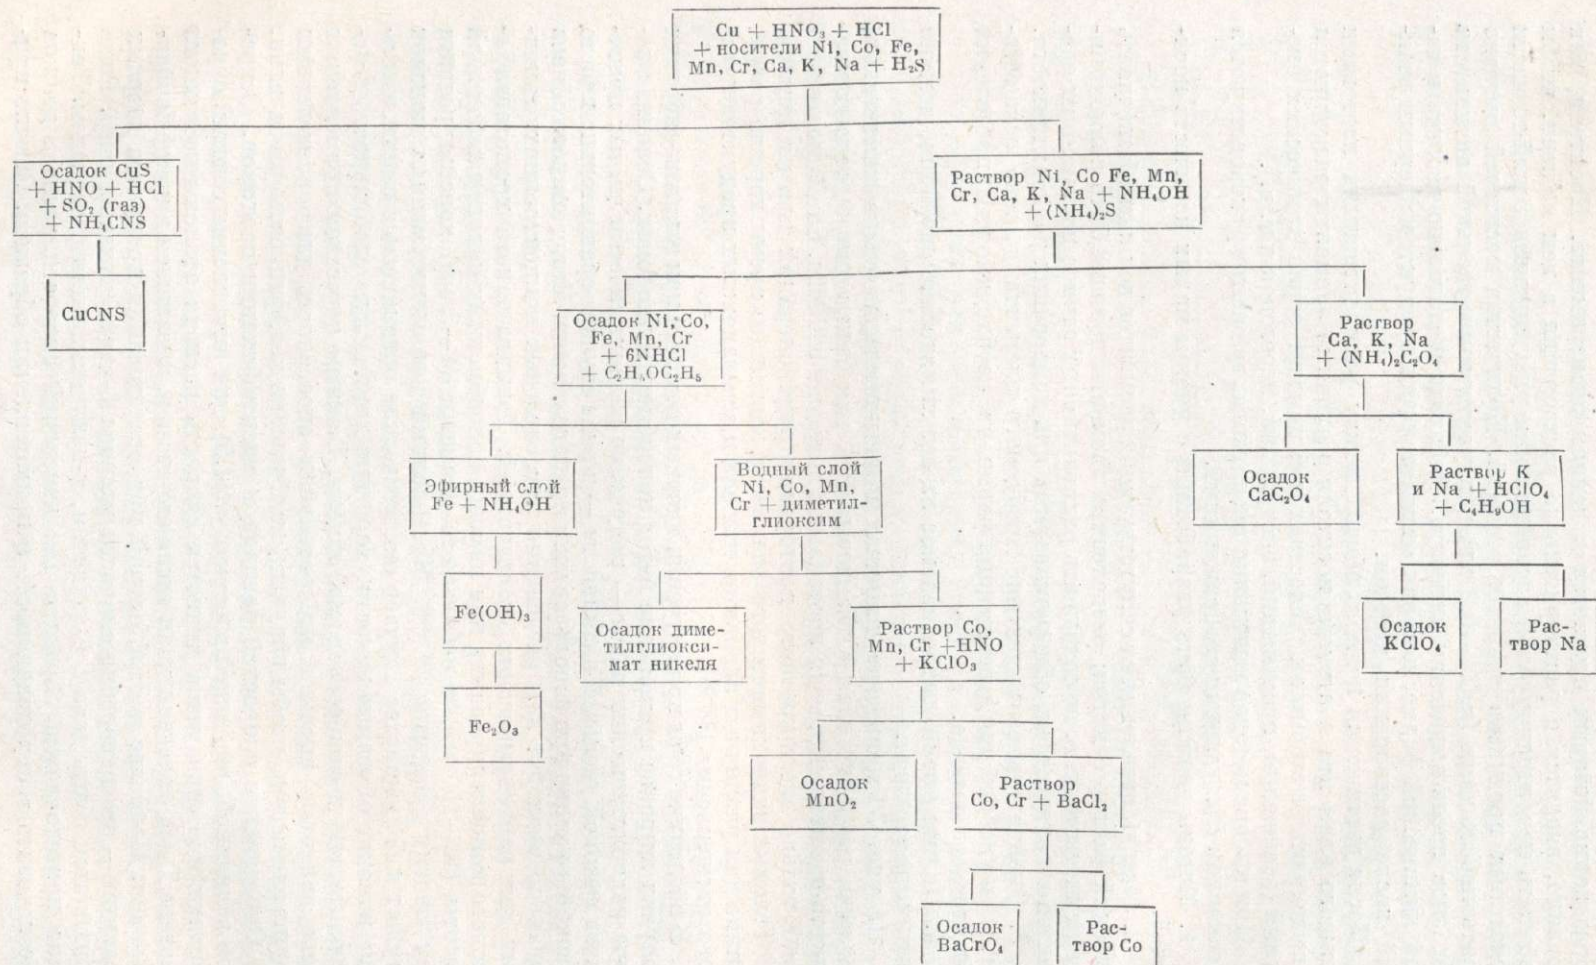 Cu + HNO₃ + HCl
+ носители Ni, Co, Fe,
Mn, Cr, Ca, K, Na + H₂S
Осадок CuS
+ HNO + HCl
+ SO₂ (газ)
+ NH₄CNS
Раствор Ni, Co Fe, Mn,
Cr, Ca, K, Na + NH₄OH
+ (NH₄)₂S
CuCNS
Осадок Ni, Co,
Fe, Mn, Cr
+ 6NHCl
+ C₂H₅OC₂H₅
Раствор
Ca, K, Na
+ (NH₄)₂C₂O₄
Эфирный слой
Fe + NH₄OH
Водный слой
Ni, Co, Mn,
Cr + диметил-
глиоксим
Осадок
CaC₂O₄
Раствор K
и Na + HClO₄
+ C₄H₉OH
Fe(OH)₃
Осадок диме-
тилглиокси-
мат никеля
Раствор Co,
Mn, Cr +HNO
+ KClO₃
Осадок
KClO₄
Рас-
твор Na
Fe₂O₃
Осадок
MnO₂
Раствор
Co, Cr + BaCl₂
Осадок
BaCrO₄
Рас-
твор Co